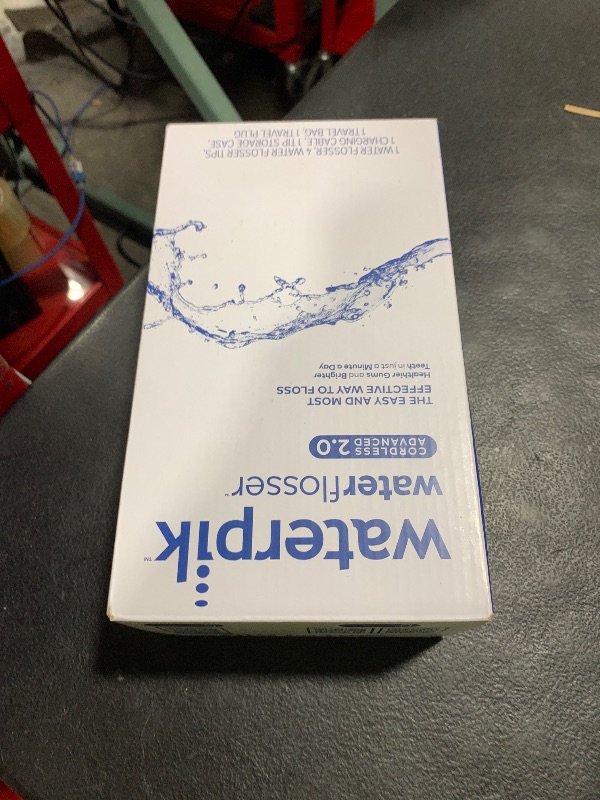 waterpik™
waterflosser™
CORDLESS
ADVANCED 2.0
THE EASY AND MOST
EFFECTIVE WAY TO FLOSS
Healthier Gums and Brighter
Teeth in just a Minute a Day
1 WATER FLOSSER, 4 WATER FLOSSER TIPS,
1 CHARGING CABLE, 1 TIP STORAGE CASE,
1 TRAVEL BAG, 1 TRAVEL PLUG